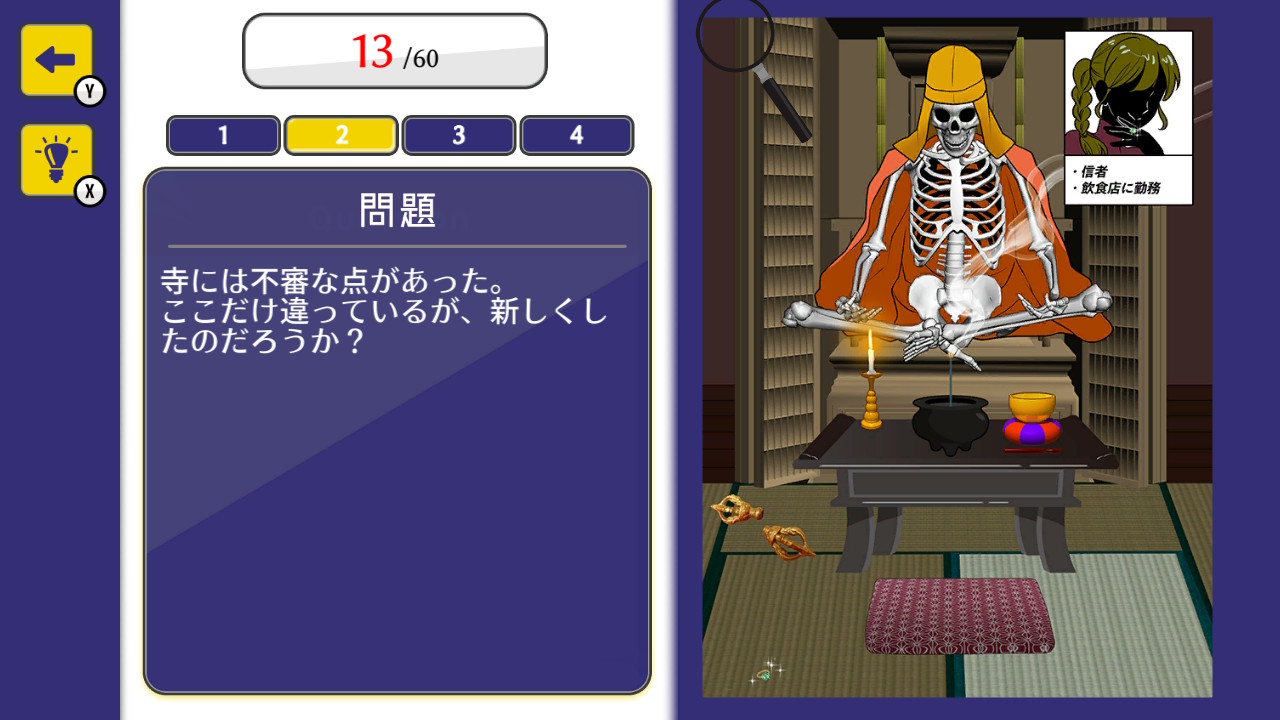 Y
X
13 /60
1 2 3 4
問題
寺には不審な点があった。
ここだけ違っているが、新しくし
たのだろうか？
・信者
・飲食店に勤務